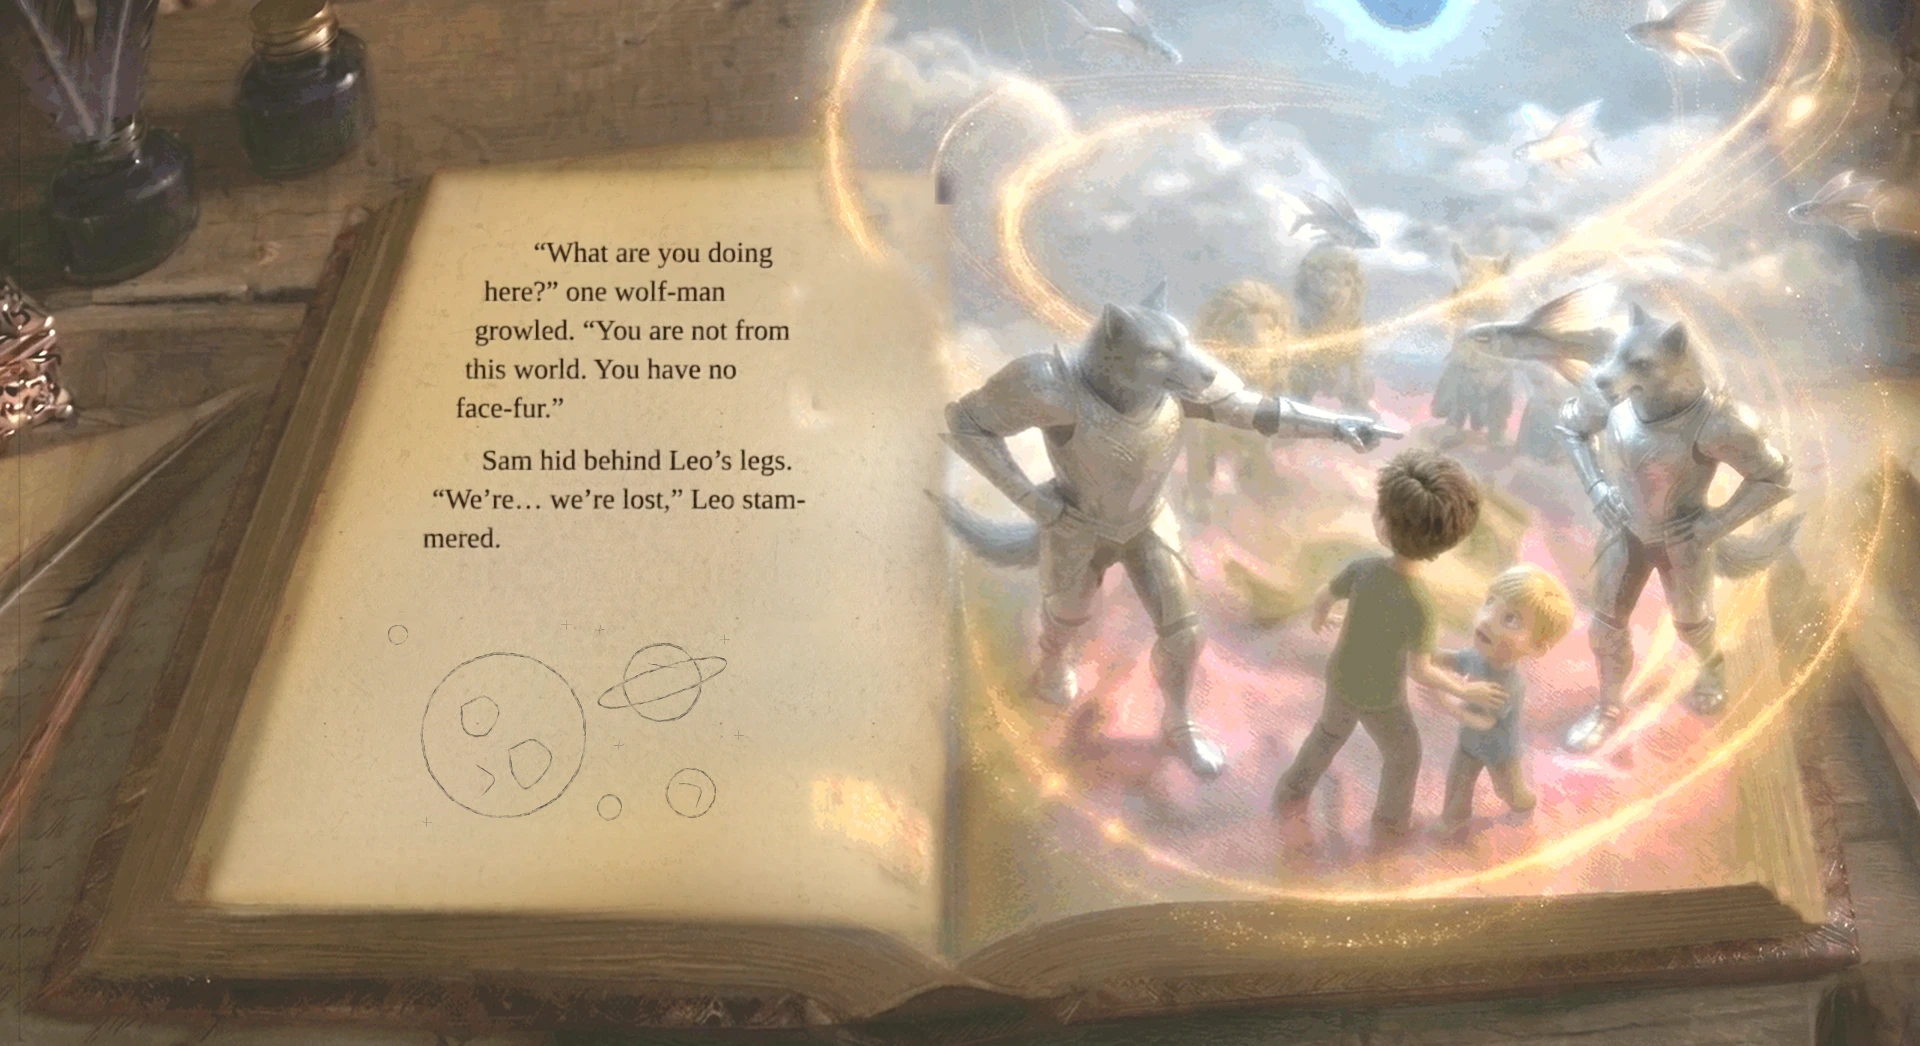 “What are you doing
here?” one wolf-man
growled. “You are not from
this world. You have no
face-fur.”
Sam hid behind Leo’s legs.
“We’re… we’re lost,” Leo stam-
mered.